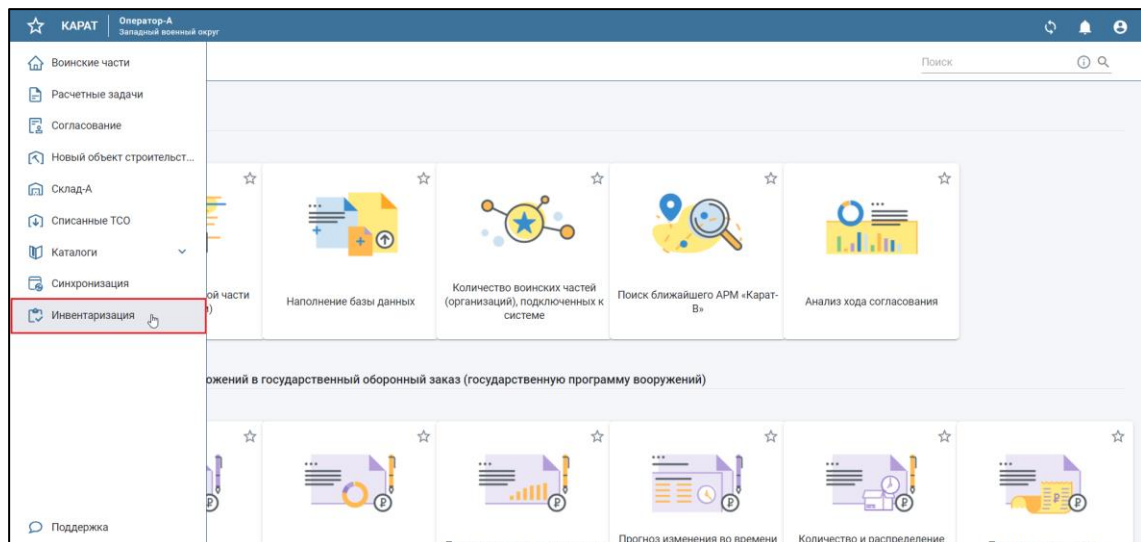 КАРАТ
Оператор-А
Западный военный округ
Воинские части
Поиск
Расчетные задачи
Согласование
Новый объект строительст...
Склад-А
Списанные ТСО
Каталоги
Синхронизация
Инвентаризация
ой части
)
Наполнение базы данных
Количество воинских частей
(организаций), подключенных к
системе
Поиск ближайшего АРМ «Карат-
В»
Анализ хода согласования
ожений в государственный оборонный заказ (государственную программу вооружений)
Поддержка
Прогноз изменения во времени
Количество и распределение